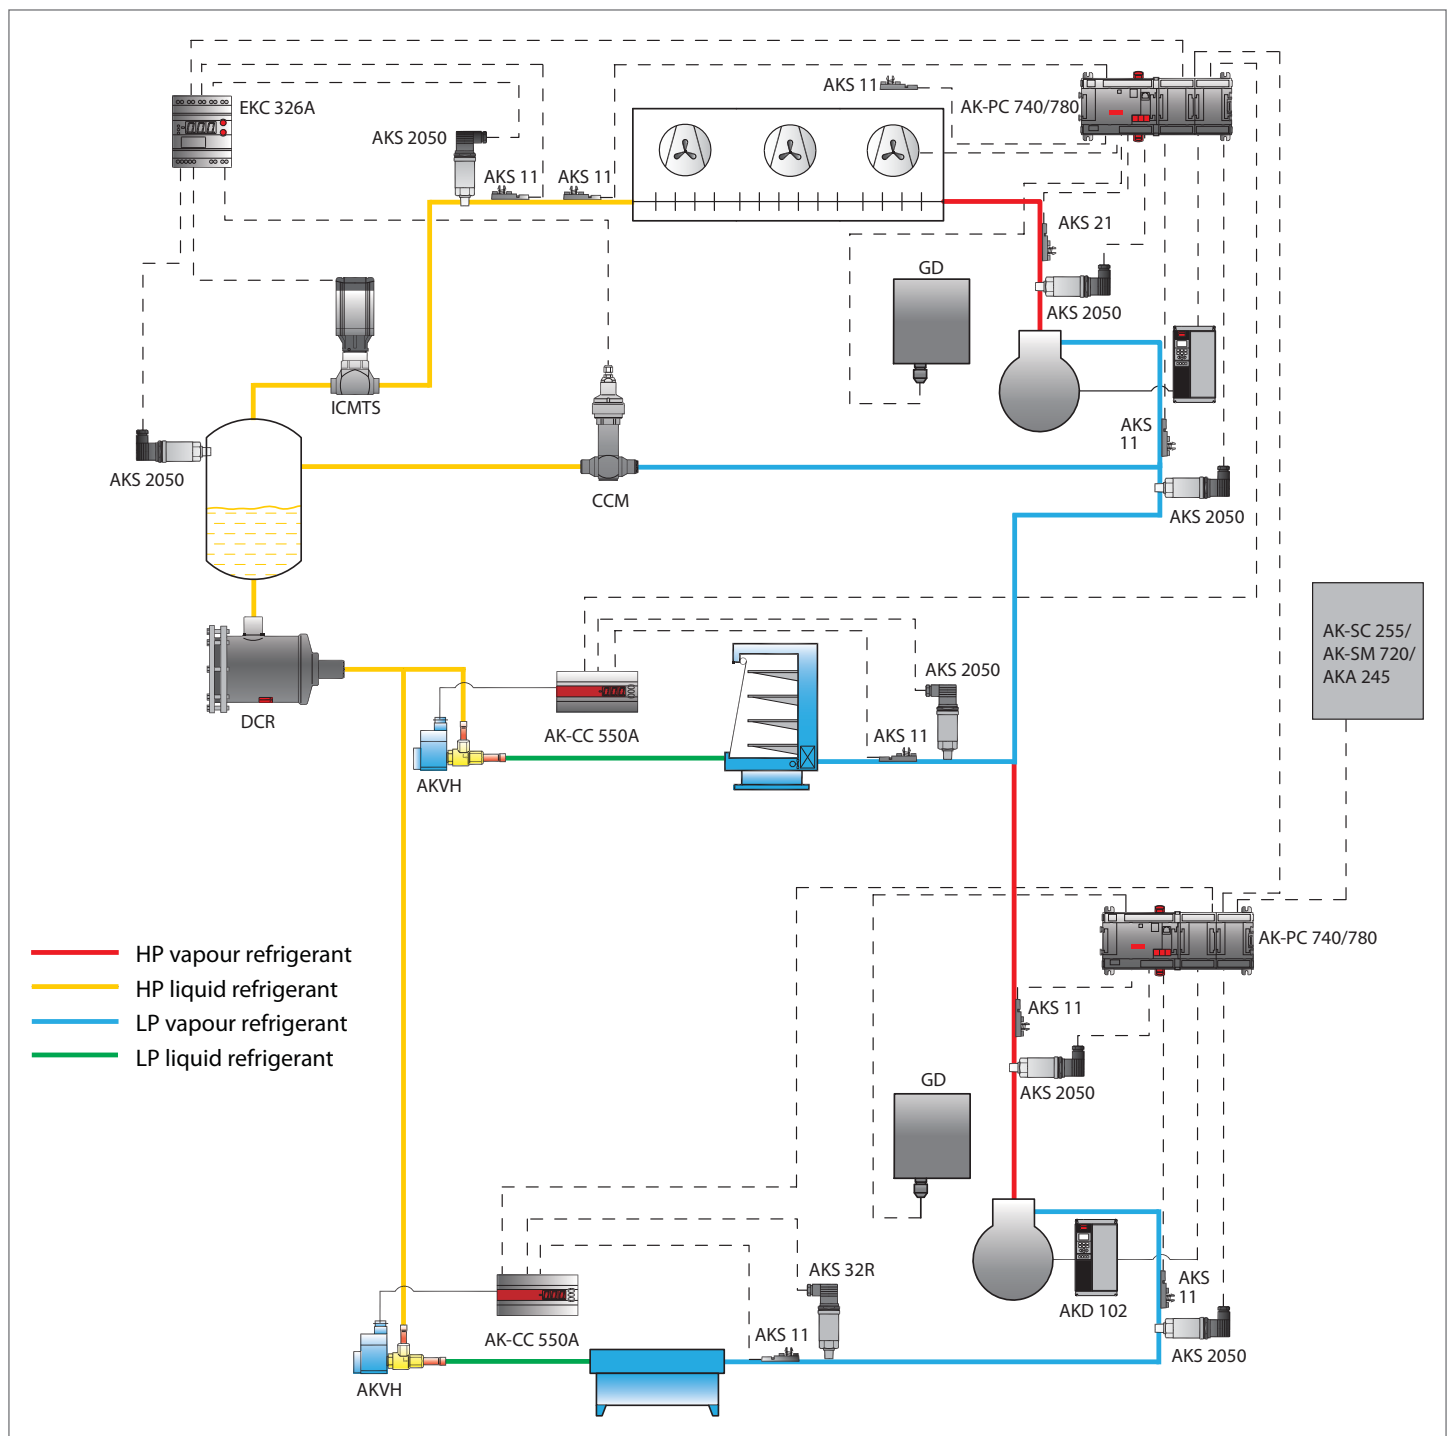 EKC 326A
AKS 2050
AKS 11
AKS 11
AKS 11
AK-PC 740/780
AKS 21
GD
AKS 2050
ICMTS
AKS
11
AKS 2050
CCM
AKS 2050
AK-SC 255/
AK-SM 720/
AKA 245
DCR
AK-CC 550A
AKS 2050
AKS 11
AKVH
HP vapour refrigerant
HP liquid refrigerant
LP vapour refrigerant
LP liquid refrigerant
AK-PC 740/780
AKS 11
AKS 2050
GD
AKS 32R
AKS
11
AKD 102
AK-CC 550A
AKS 11
AKS 2050
AKVH